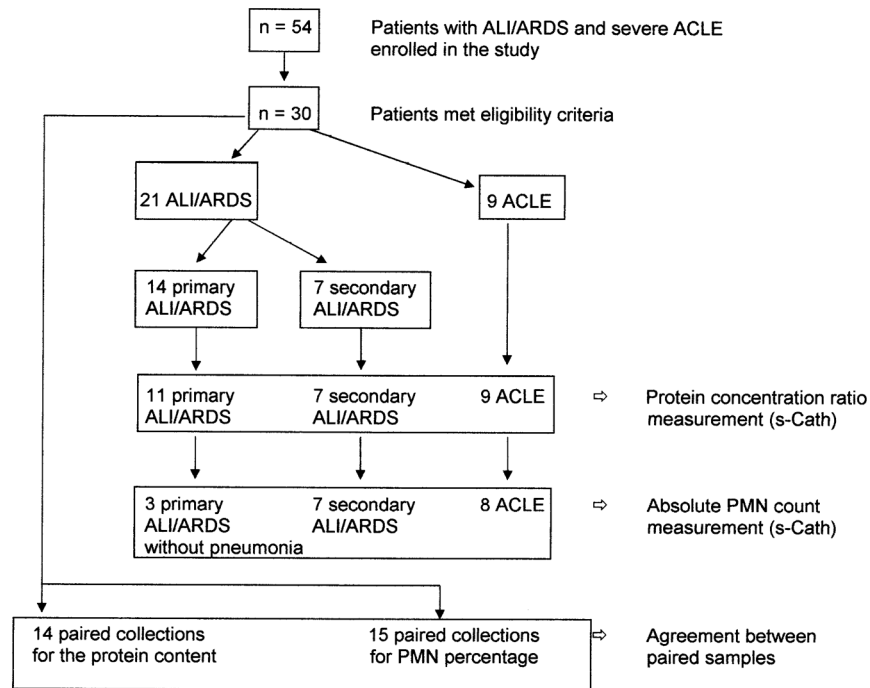 n = 54
Patients with ALI/ARDS and severe ACLE
enrolled in the study
n = 30
Patients met eligibility criteria
21 ALI/ARDS
9 ACLE
14 primary
ALI/ARDS
7 secondary
ALI/ARDS
11 primary
ALI/ARDS
7 secondary
ALI/ARDS
9 ACLE
⇨
Protein concentration ratio
measurement (s-Cath)
3 primary
ALI/ARDS
without pneumonia
7 secondary
ALI/ARDS
8 ACLE
⇨
Absolute PMN count
measurement (s-Cath)
14 paired collections
for the protein content
15 paired collections
for PMN percentage
⇨
Agreement between
paired samples